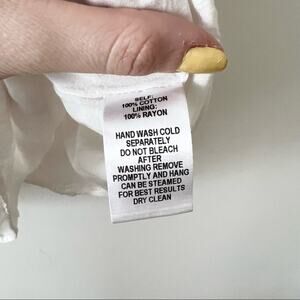 SELF:
100% COTTON
LINING:
100% RAYON
HAND WASH COLD
SEPARATELY
DO NOT BLEACH
AFTER
WASHING REMOVE
PROMPTLY AND HANG
CAN BE STEAMED
FOR BEST RESULTS
DRY CLEAN